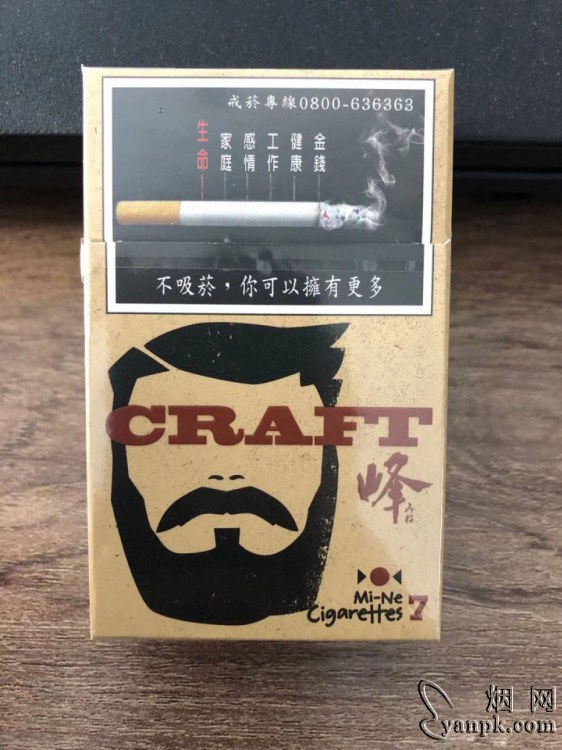 戒菸專線0800-636363
生命
家庭
感情
工作
健康
金錢
不吸菸，你可以擁有更多
CRAFT
峰
みね
Mi-Ne
Cigarettes 7
烟网
yanpk.com